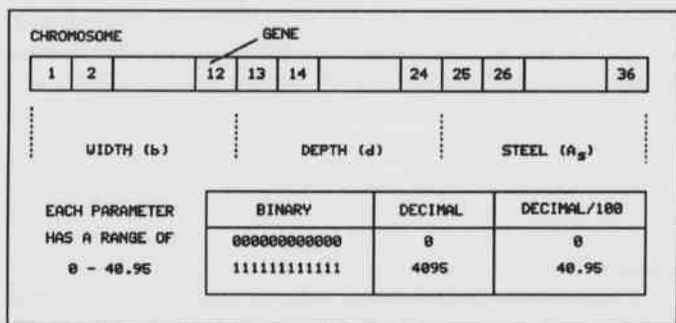 CHROMOSOME GENE
1 2 12 13 14 24 25 26 36
WIDTH (b) DEPTH (d) STEEL (As)
EACH PARAMETER
HAS A RANGE OF
0 - 40.95
BINARY DECIMAL DECIMAL/100
000000000000 0 0
111111111111 4095 40.95